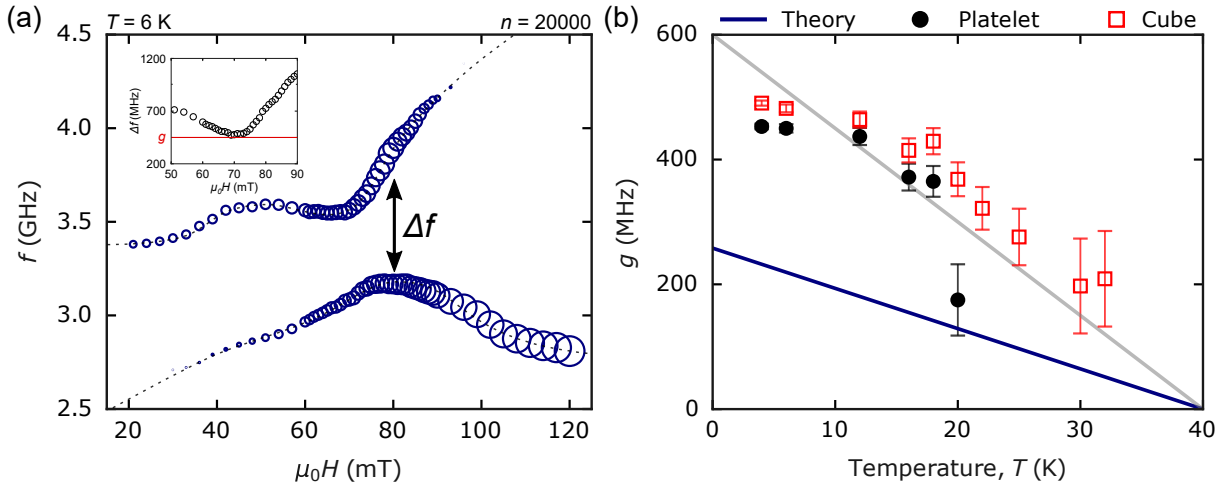 (a)
T = 6 K
n = 20000
4.5
4.0
3.5
3.0
2.5
f (GHz)
1200
700
g
200
Δf (MHz)
50 60 70 80 90
μ₀H (mT)
Δf
20 40 60 80 100 120
μ₀H (mT)
(b)
Theory Platelet Cube
600
400
200
0
g (MHz)
0 10 20 30 40
Temperature, T (K)